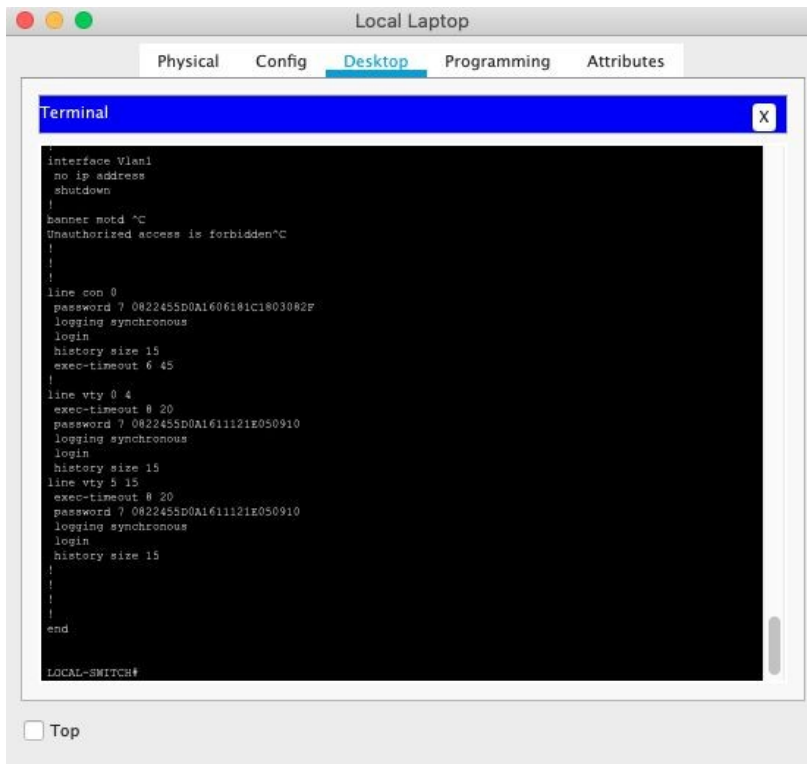 Local Laptop
Physical Config Desktop Programming Attributes
Terminal X
!
interface Vlan1
no ip address
shutdown
!
banner motd ^C
Unauthorized access is forbidden^C
!
!
!
line con 0
password 7 0822455D0A1606181C1803082F
logging synchronous
login
history size 15
exec-timeout 6 45
!
line vty 0 4
exec-timeout 8 20
password 7 0822455D0A1611121E050910
logging synchronous
login
history size 15
line vty 5 15
exec-timeout 8 20
password 7 0822455D0A1611121E050910
logging synchronous
login
history size 15
!
!
!
!
end
LOCAL-SWITCH#
Top